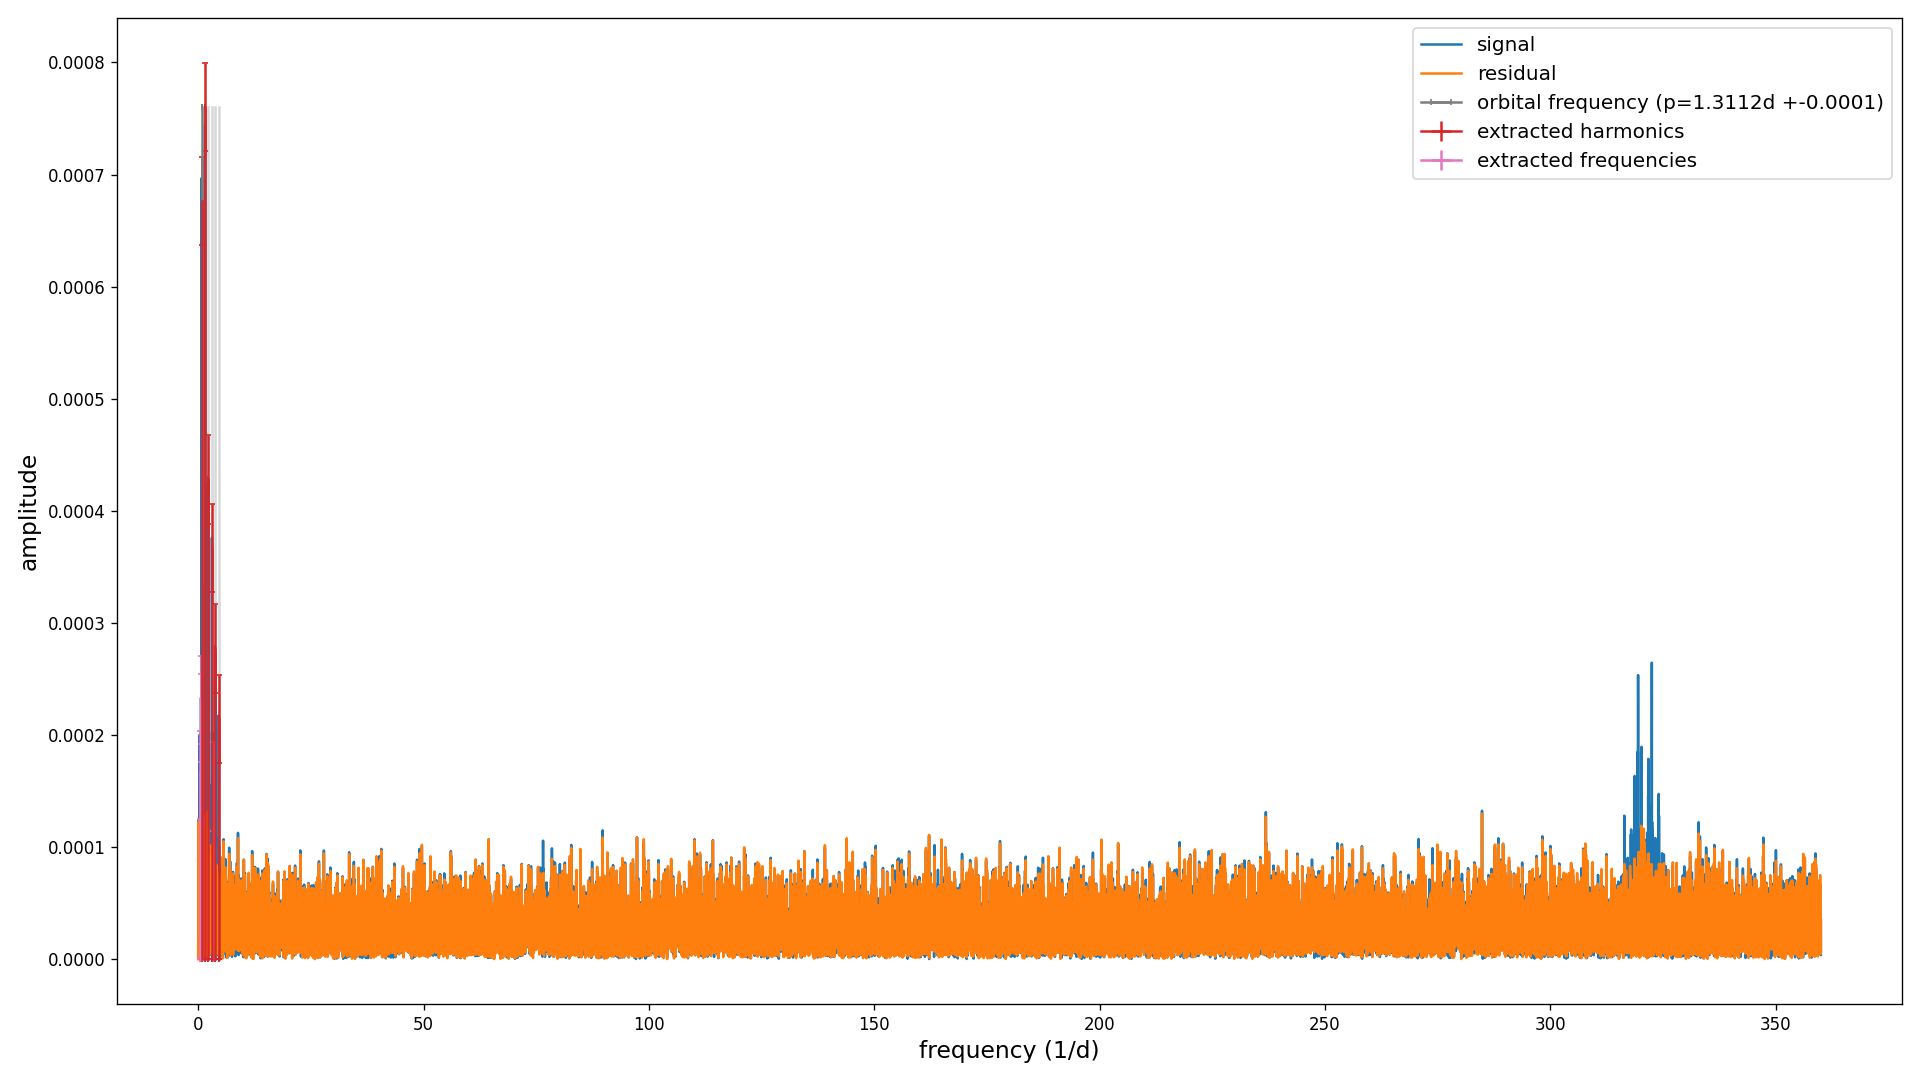 signal
residual
orbital frequency (p=1.3112d +-0.0001)
extracted harmonics
extracted frequencies
0.0008
0.0007
0.0006
0.0005
0.0004
0.0003
0.0002
0.0001
0.0000
amplitude
0 50 100 150 200 250 300 350
frequency (1/d)